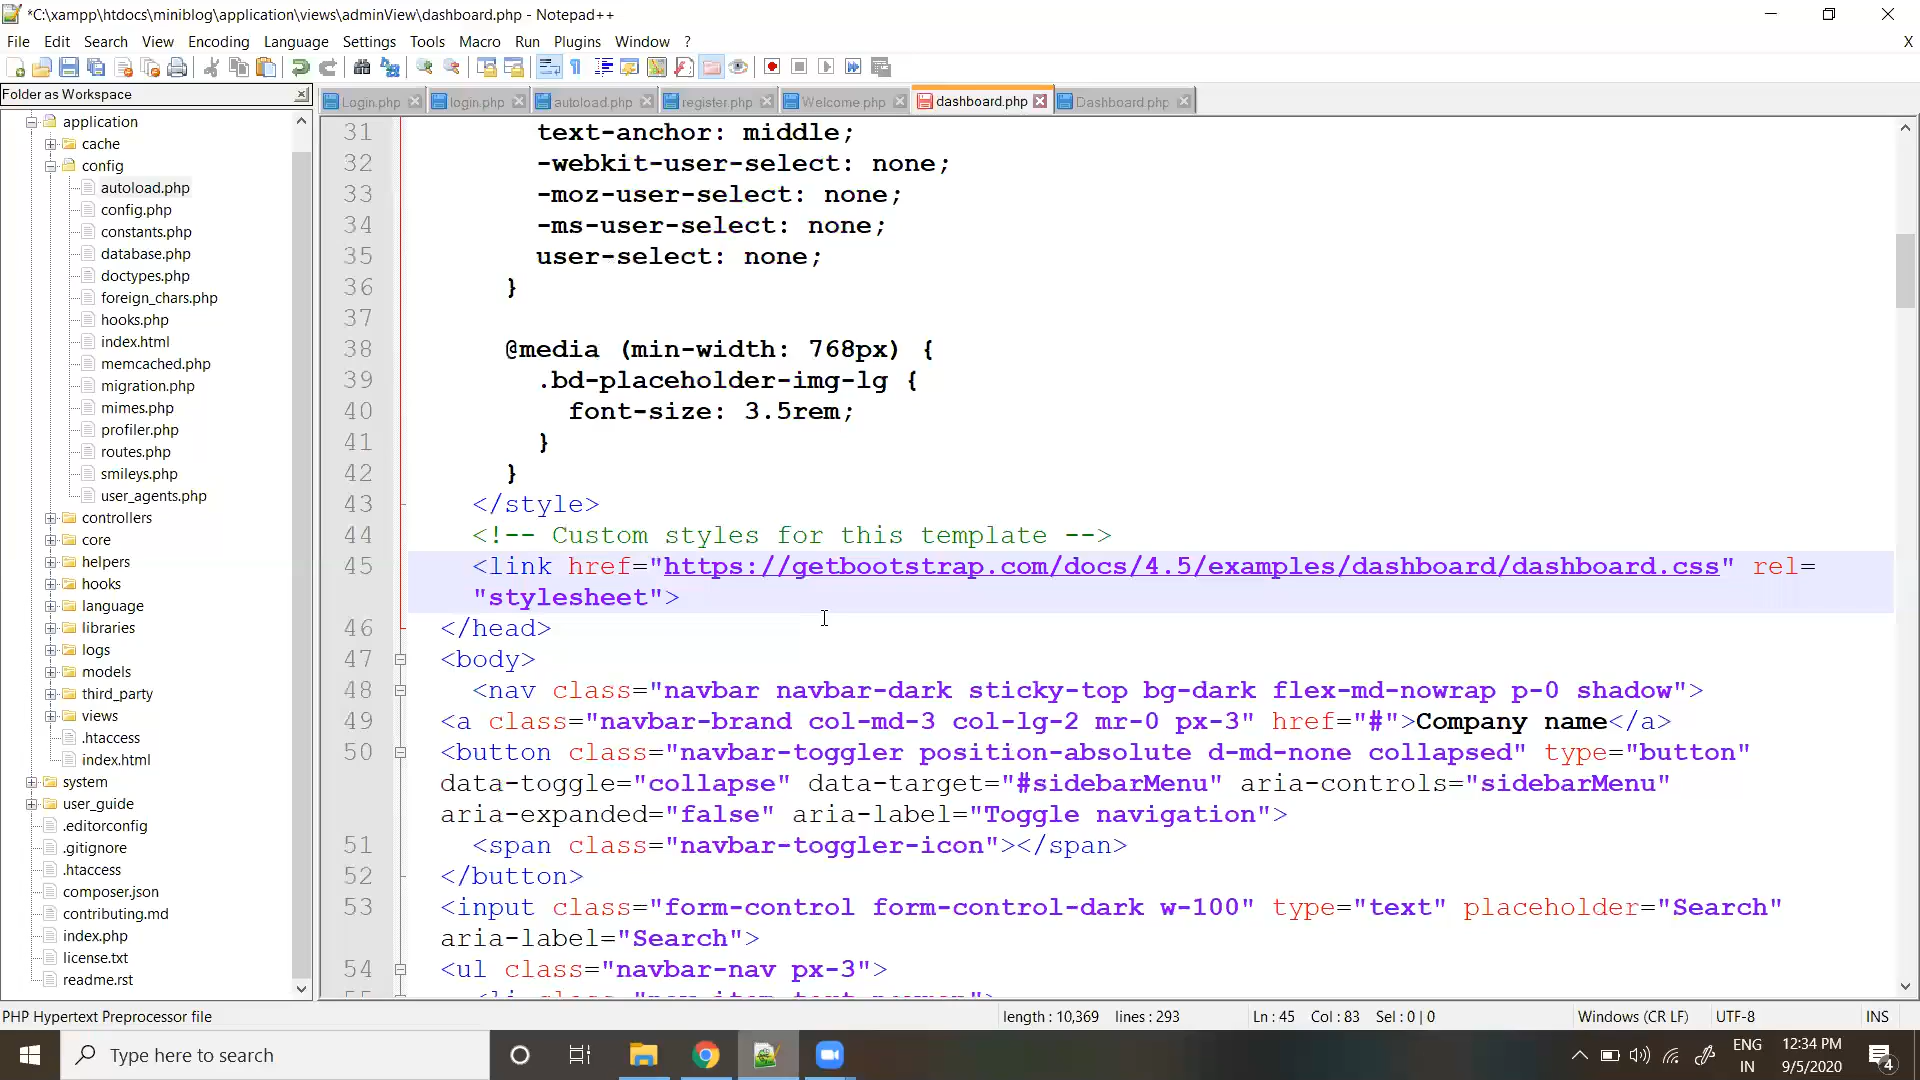 *C:\xampp\htdocs\miniblog\application\views\adminView\dashboard.php - Notepad++
File Edit Search View Encoding Language Settings Tools Macro Run Plugins Window ? X
Folder as Workspace
Login.php login.php autoload.php register.php Welcome.php dashboard.php Dashboard.php
application
cache
config
autoload.php
config.php
constants.php
database.php
doctypes.php
foreign_chars.php
hooks.php
index.html
memcached.php
migration.php
mimes.php
profiler.php
routes.php
smileys.php
user_agents.php
controllers
core
helpers
hooks
language
libraries
logs
models
third_party
views
.htaccess
index.html
system
user_guide
.editorconfig
.gitignore
.htaccess
composer.json
contributing.md
index.php
license.txt
readme.rst
31 text-anchor: middle;
32 -webkit-user-select: none;
33 -moz-user-select: none;
34 -ms-user-select: none;
35 user-select: none;
36 }
37
38 @media (min-width: 768px) {
39 .bd-placeholder-img-lg {
40 font-size: 3.5rem;
41 }
42 }
43 </style>
44 <!-- Custom styles for this template -->
45 <link href="https://getbootstrap.com/docs/4.5/examples/dashboard/dashboard.css" rel=
"stylesheet">
46 </head>
47 <body>
48 <nav class="navbar navbar-dark sticky-top bg-dark flex-md-nowrap p-0 shadow">
49 <a class="navbar-brand col-md-3 col-lg-2 mr-0 px-3" href="#">Company name</a>
50 <button class="navbar-toggler position-absolute d-md-none collapsed" type="button"
data-toggle="collapse" data-target="#sidebarMenu" aria-controls="sidebarMenu"
aria-expanded="false" aria-label="Toggle navigation">
51 <span class="navbar-toggler-icon"></span>
52 </button>
53 <input class="form-control form-control-dark w-100" type="text" placeholder="Search"
aria-label="Search">
54 <ul class="navbar-nav px-3">
PHP Hypertext Preprocessor file length : 10,369 lines : 293 Ln : 45 Col : 83 Sel : 0 | 0 Windows (CR LF) UTF-8 INS
Type here to search
ENG
IN
12:34 PM
9/5/2020
4